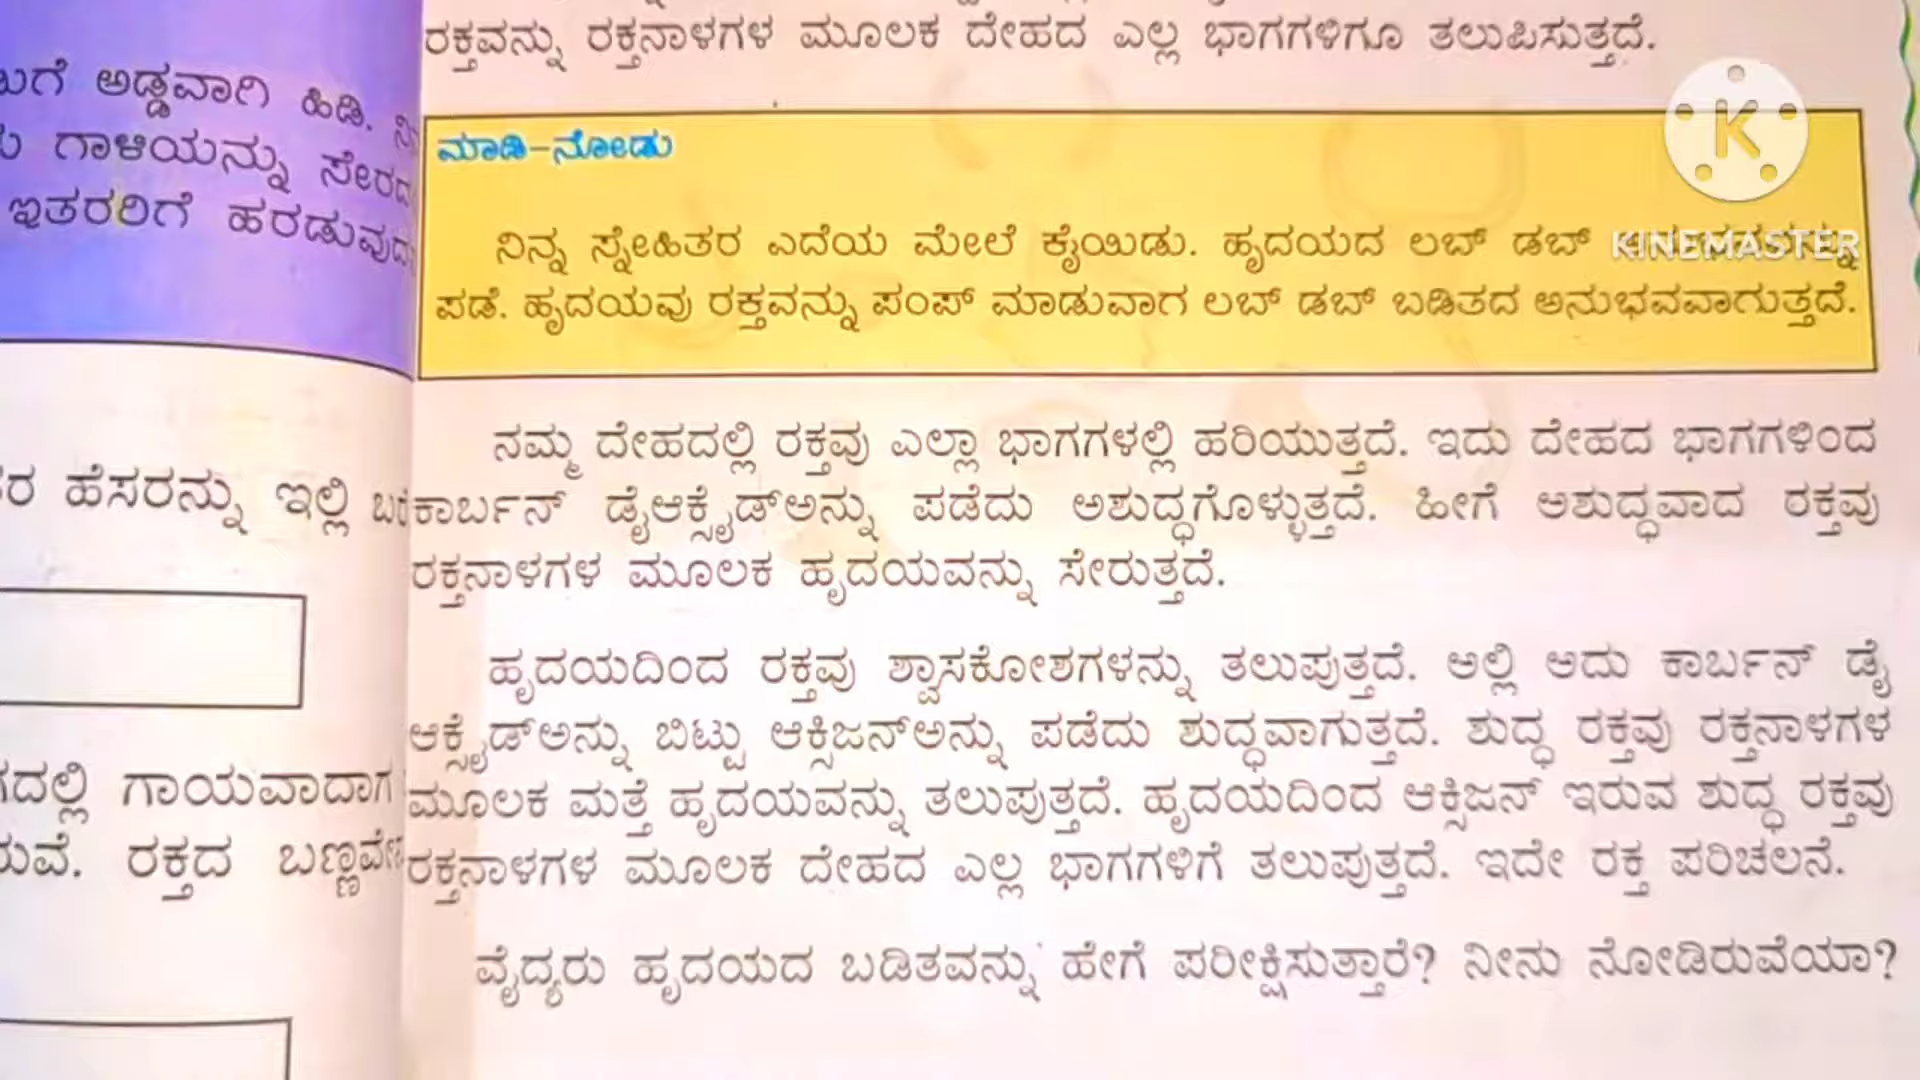 ುಗೆ ಅಡ್ಡವಾಗಿ ಹಿಡಿ.
ಗಾಳಿಯನ್ನು ಸೇರದ
ಇತರರಿಗೆ ಹರಡುವುದ
ರ ಹೆಸರನ್ನು ಇಲ್ಲಿ ಬರೆ
ದಲ್ಲಿ ಗಾಯವಾದಾಗ
ರುವೆ. ರಕ್ತದ ಬಣ್ಣವೇನ
ರಕ್ತವನ್ನು ರಕ್ತನಾಳಗಳ ಮೂಲಕ ದೇಹದ ಎಲ್ಲ ಭಾಗಗಳಿಗೂ ತಲುಪಿಸುತ್ತದೆ.
K
KINEMASTER
ಮಾಡಿ-ನೋಡು
ನಿನ್ನ ಸ್ನೇಹಿತರ ಎದೆಯ ಮೇಲೆ ಕೈಯಿಡು. ಹೃದಯದ ಲಬ್ ಡಬ್
ಪಡೆ. ಹೃದಯವು ರಕ್ತವನ್ನು ಪಂಪ್ ಮಾಡುವಾಗ ಲಬ್ ಡಬ್ ಬಡಿತದ ಅನುಭವವಾಗುತ್ತದೆ.
ನಮ್ಮ ದೇಹದಲ್ಲಿ ರಕ್ತವು ಎಲ್ಲಾ ಭಾಗಗಳಲ್ಲಿ ಹರಿಯುತ್ತದೆ. ಇದು ದೇಹದ ಭಾಗಗಳಿಂದ
ಕಾರ್ಬನ್ ಡೈಆಕ್ಸೈಡ್‌ಅನ್ನು ಪಡೆದು ಅಶುದ್ಧಗೊಳ್ಳುತ್ತದೆ. ಹೀಗೆ ಅಶುದ್ಧವಾದ ರಕ್ತವು
ರಕ್ತನಾಳಗಳ ಮೂಲಕ ಹೃದಯವನ್ನು ಸೇರುತ್ತದೆ.
ಹೃದಯದಿಂದ ರಕ್ತವು ಶ್ವಾಸಕೋಶಗಳನ್ನು ತಲುಪುತ್ತದೆ. ಅಲ್ಲಿ ಅದು ಕಾರ್ಬನ್ ಡೈ
ಆಕ್ಸೈಡ್‌ಅನ್ನು ಬಿಟ್ಟು ಆಕ್ಸಿಜನ್‌ಅನ್ನು ಪಡೆದು ಶುದ್ಧವಾಗುತ್ತದೆ. ಶುದ್ಧ ರಕ್ತವು ರಕ್ತನಾಳಗಳ
ಮೂಲಕ ಮತ್ತೆ ಹೃದಯವನ್ನು ತಲುಪುತ್ತದೆ. ಹೃದಯದಿಂದ ಆಕ್ಸಿಜನ್ ಇರುವ ಶುದ್ಧ ರಕ್ತವು
ರಕ್ತನಾಳಗಳ ಮೂಲಕ ದೇಹದ ಎಲ್ಲ ಭಾಗಗಳಿಗೆ ತಲುಪುತ್ತದೆ. ಇದೇ ರಕ್ತ ಪರಿಚಲನೆ.
ವೈದ್ಯರು ಹೃದಯದ ಬಡಿತವನ್ನು ಹೇಗೆ ಪರೀಕ್ಷಿಸುತ್ತಾರೆ? ನೀನು ನೋಡಿರುವೆಯಾ?